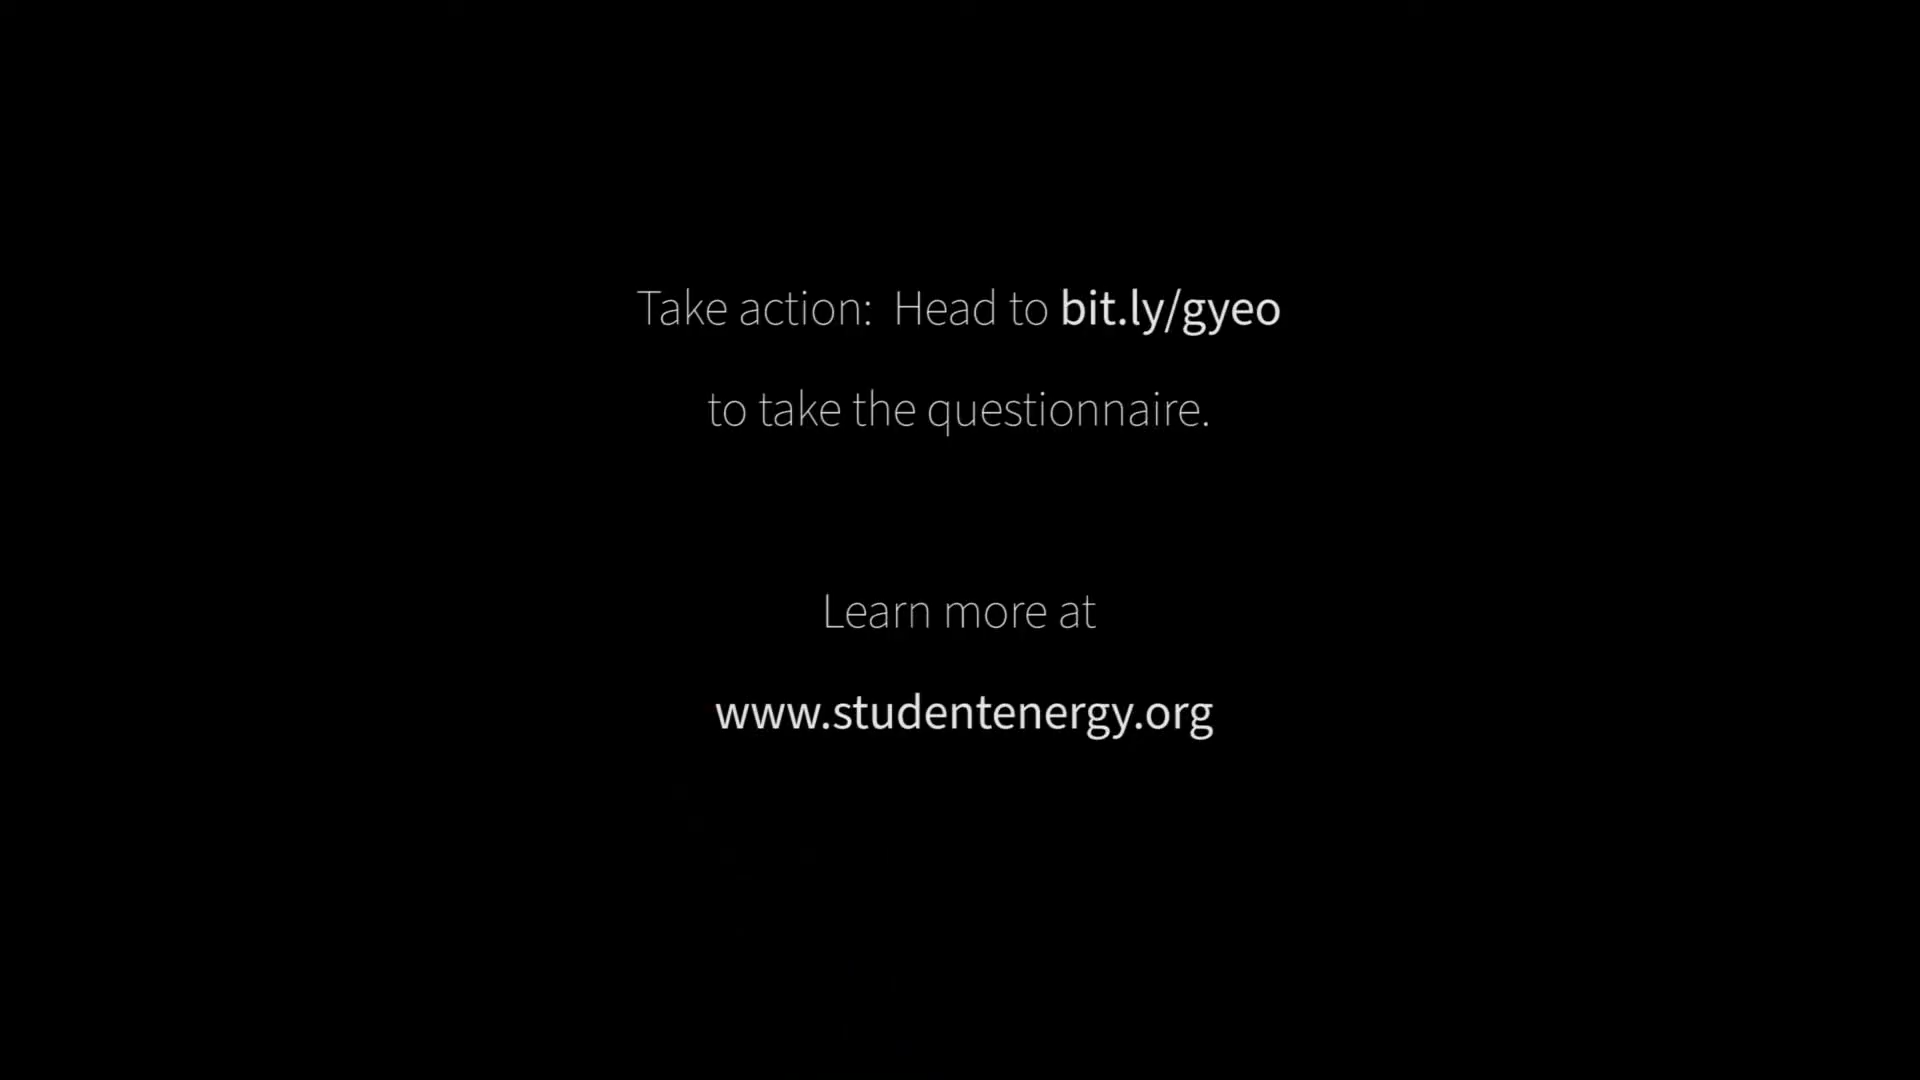 Take action:  Head to bit.ly/gyeo
to take the questionnaire.
Learn more at
www.studentenergy.org